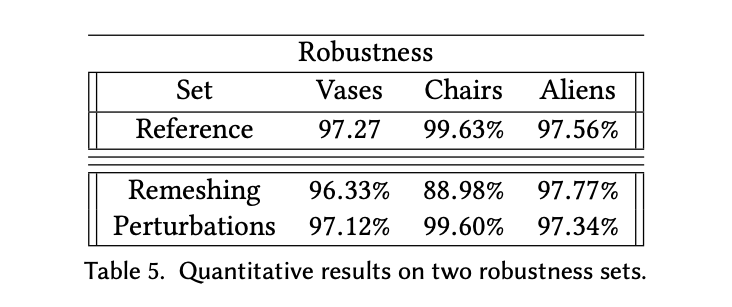 Robustness
Set Vases Chairs Aliens
Reference 97.27 99.63% 97.56%
Remeshing 96.33% 88.98% 97.77%
Perturbations 97.12% 99.60% 97.34%
Table 5. Quantitative results on two robustness sets.